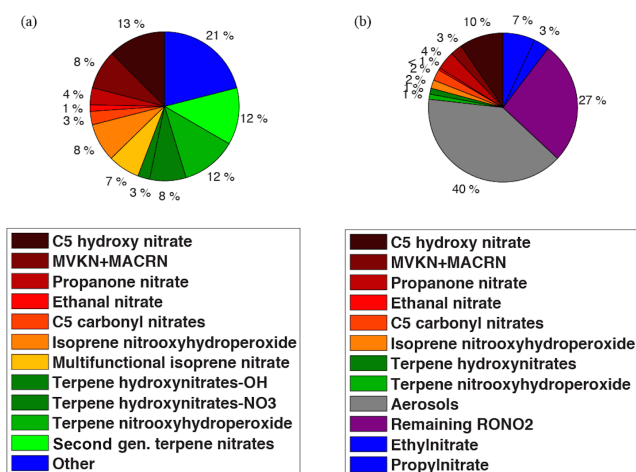 (a)
13 %
21 %
8 %
4 %
1 %
3 %
8 %
7 %
3 %
8 %
12 %
12 %
C5 hydroxy nitrate
MVKN+MACRN
Propanone nitrate
Ethanal nitrate
C5 carbonyl nitrates
Isoprene nitrooxyhydroperoxide
Multifunctional isoprene nitrate
Terpene hydroxynitrates-OH
Terpene hydroxynitrates-NO3
Terpene nitrooxyhydroperoxide
Second gen. terpene nitrates
Other
(b)
10 %
7 %
3 %
3 %
4 %
< 1 %
2 %
2 %
1 %
27 %
40 %
C5 hydroxy nitrate
MVKN+MACRN
Propanone nitrate
Ethanal nitrate
C5 carbonyl nitrates
Isoprene nitrooxyhydroperoxide
Terpene hydroxynitrates
Terpene nitrooxyhydroperoxide
Aerosols
Remaining RONO2
Ethylnitrate
Propylnitrate